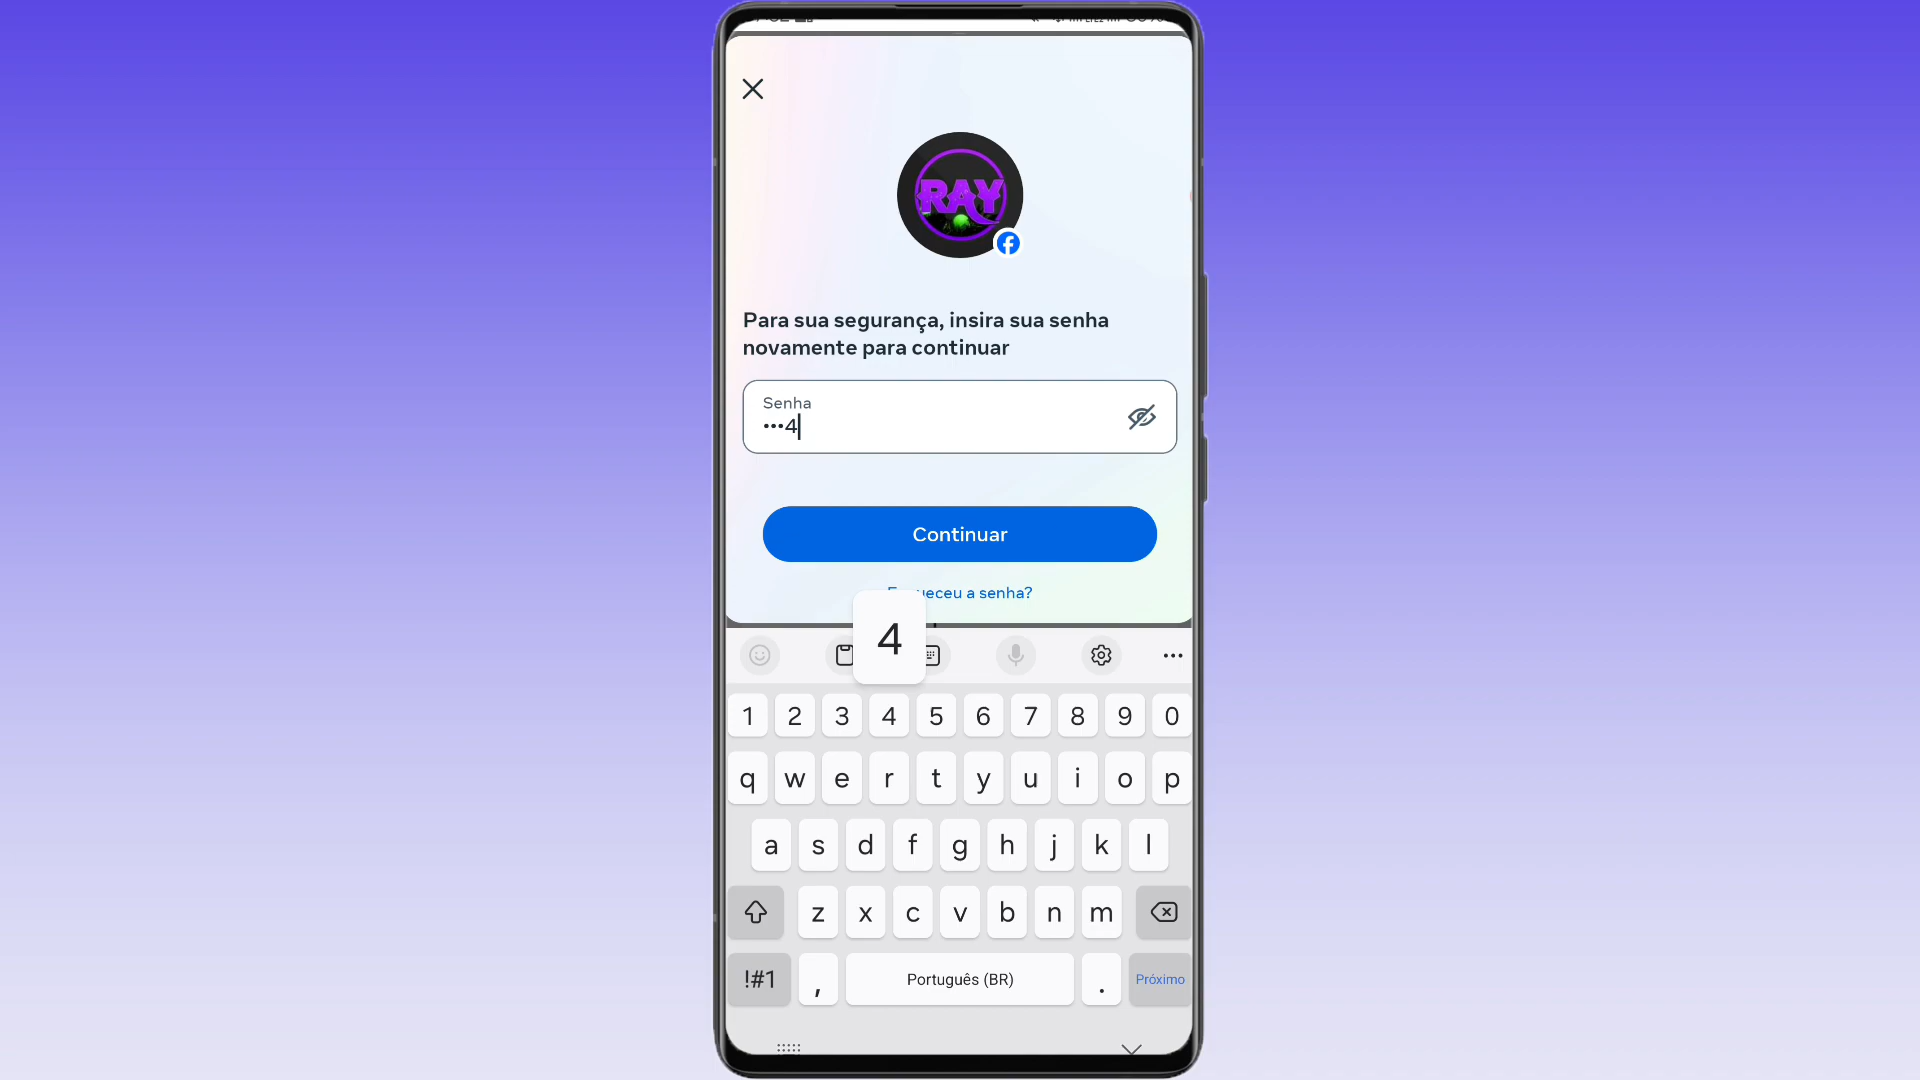 RAY
Para sua segurança, insira sua senha
novamente para continuar
Senha
•••4
Continuar
a senha?
4
1 2 3 4 5 6 7 8 9 0
q w e r t y u i o p
a s d f g h j k l
z x c v b n m
!#1 , Português (BR) . Próximo